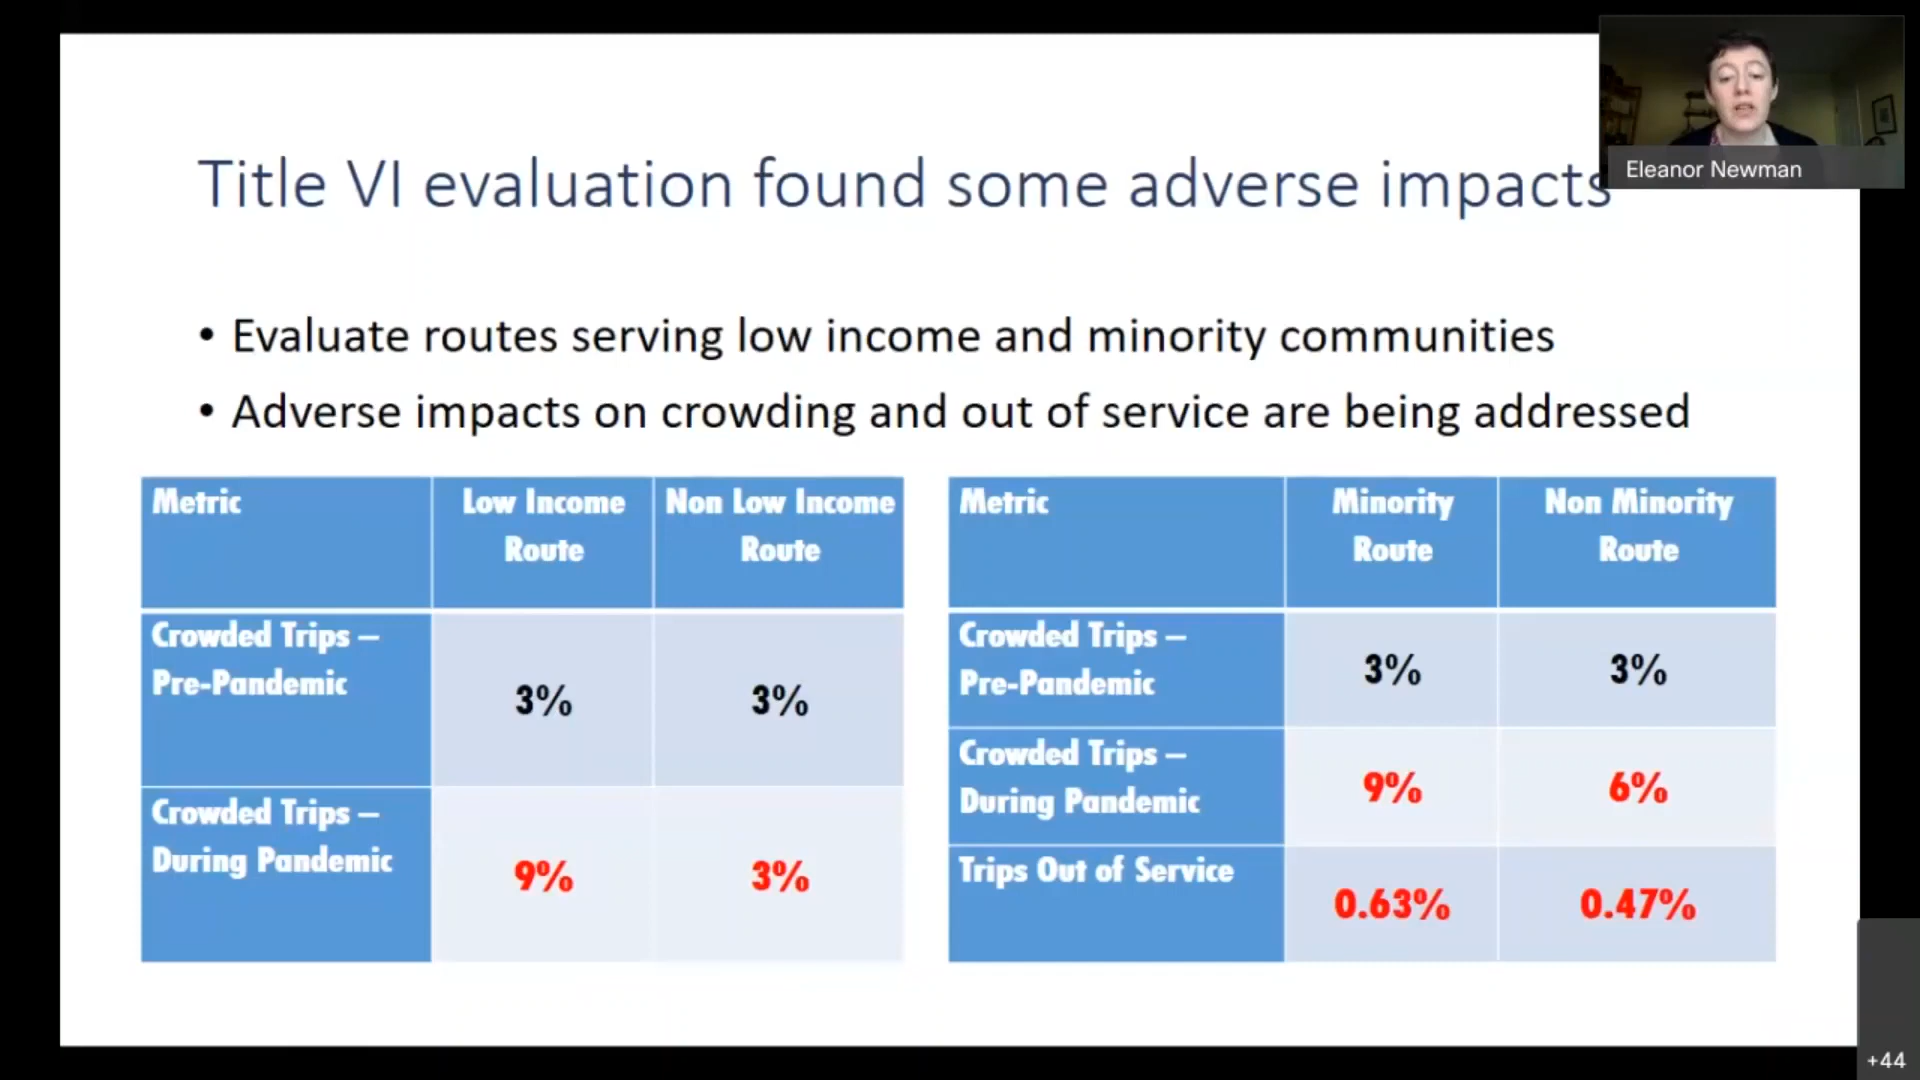 Eleanor Newman
Title VI evaluation found some adverse impacts
• Evaluate routes serving low income and minority communities
• Adverse impacts on crowding and out of service are being addressed
Metric
Low Income
Route
Non Low Income
Route
Crowded Trips –
Pre-Pandemic
3%
3%
Crowded Trips –
During Pandemic
9%
3%
Metric
Minority
Route
Non Minority
Route
Crowded Trips –
Pre-Pandemic
3%
3%
Crowded Trips –
During Pandemic
9%
6%
Trips Out of Service
0.63%
0.47%
+44